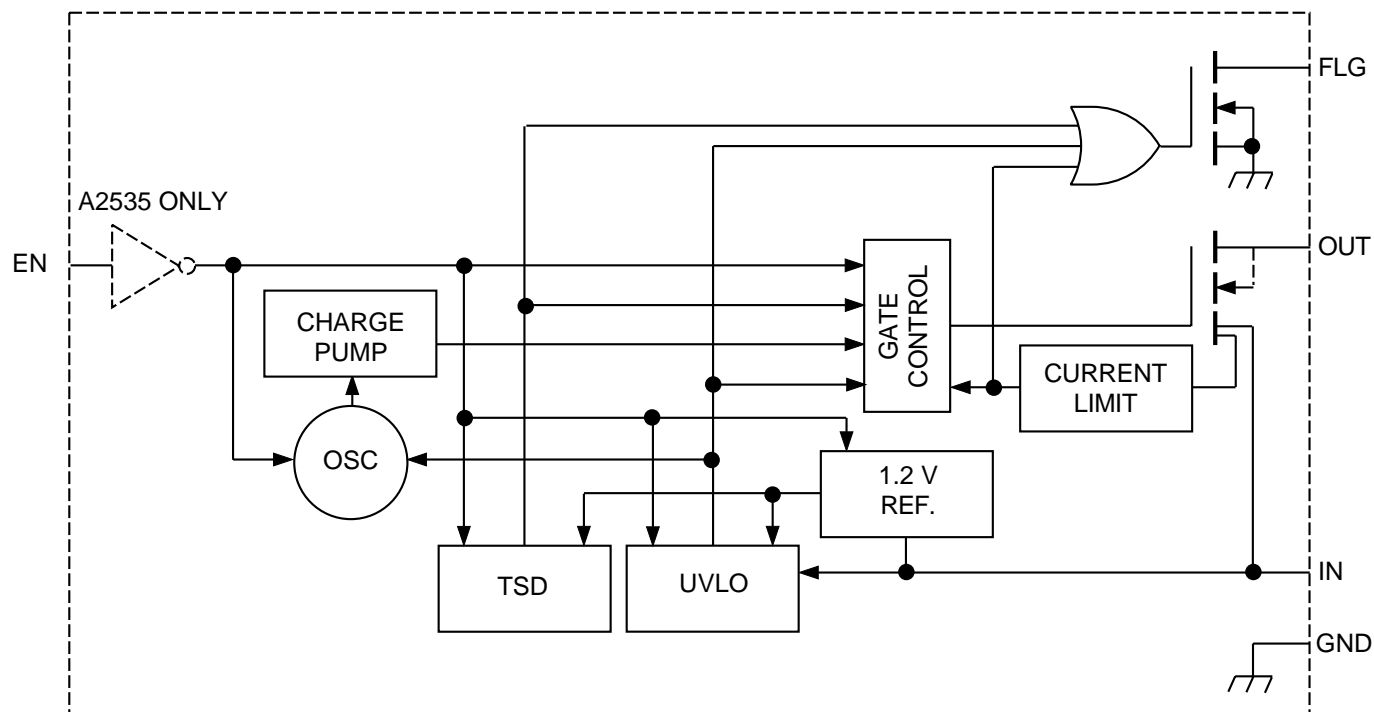 FLG
A2535 ONLY
EN
OUT
CHARGE
PUMP
GATE
CONTROL
CURRENT
LIMIT
OSC
1.2 V
REF.
TSD
UVLO
IN
GND